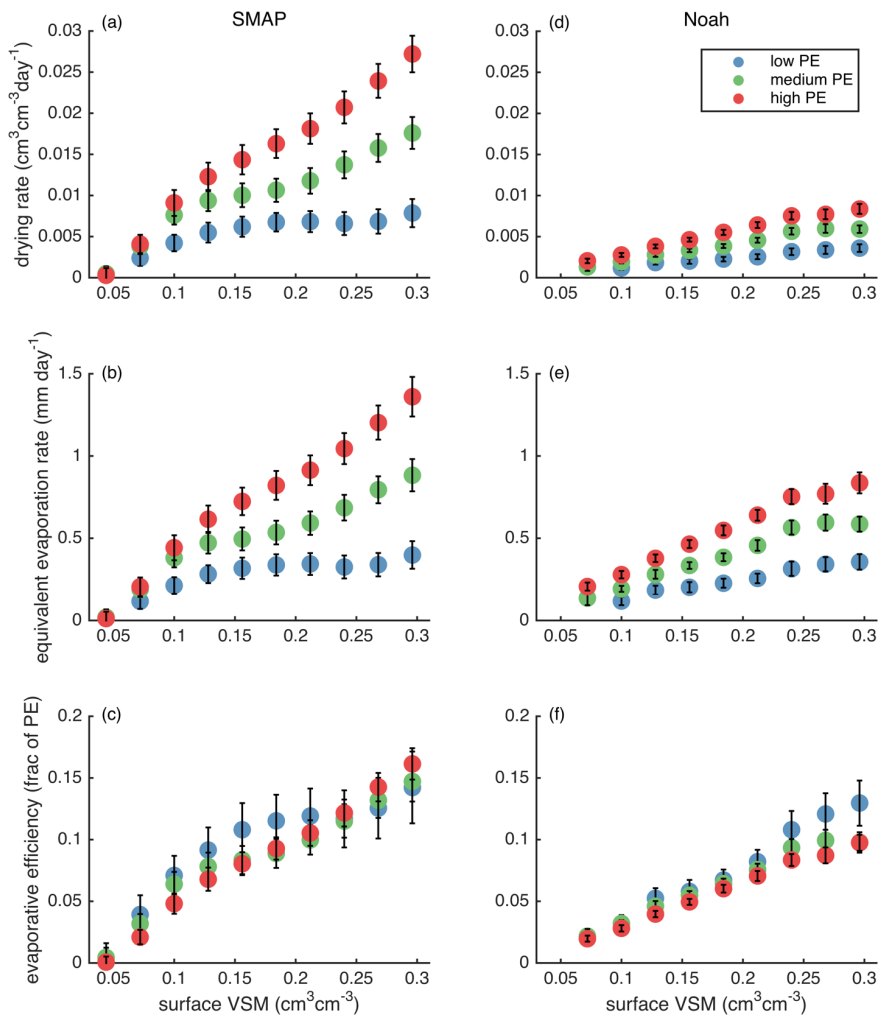 SMAP
Noah
(a)
0.03
0.025
0.02
0.015
0.01
0.005
0
drying rate (cm³cm⁻³day⁻¹)
0.05 0.1 0.15 0.2 0.25 0.3
(d)
low PE
medium PE
high PE
0.03
0.025
0.02
0.015
0.01
0.005
0
0.05 0.1 0.15 0.2 0.25 0.3
(b)
1.5
1
0.5
0
equivalent evaporation rate (mm day⁻¹)
0.05 0.1 0.15 0.2 0.25 0.3
(e)
1.5
1
0.5
0
0.05 0.1 0.15 0.2 0.25 0.3
(c)
0.2
0.15
0.1
0.05
0
evaporative efficiency (frac of PE)
0.05 0.1 0.15 0.2 0.25 0.3
surface VSM (cm³cm⁻³)
(f)
0.2
0.15
0.1
0.05
0
0.05 0.1 0.15 0.2 0.25 0.3
surface VSM (cm³cm⁻³)